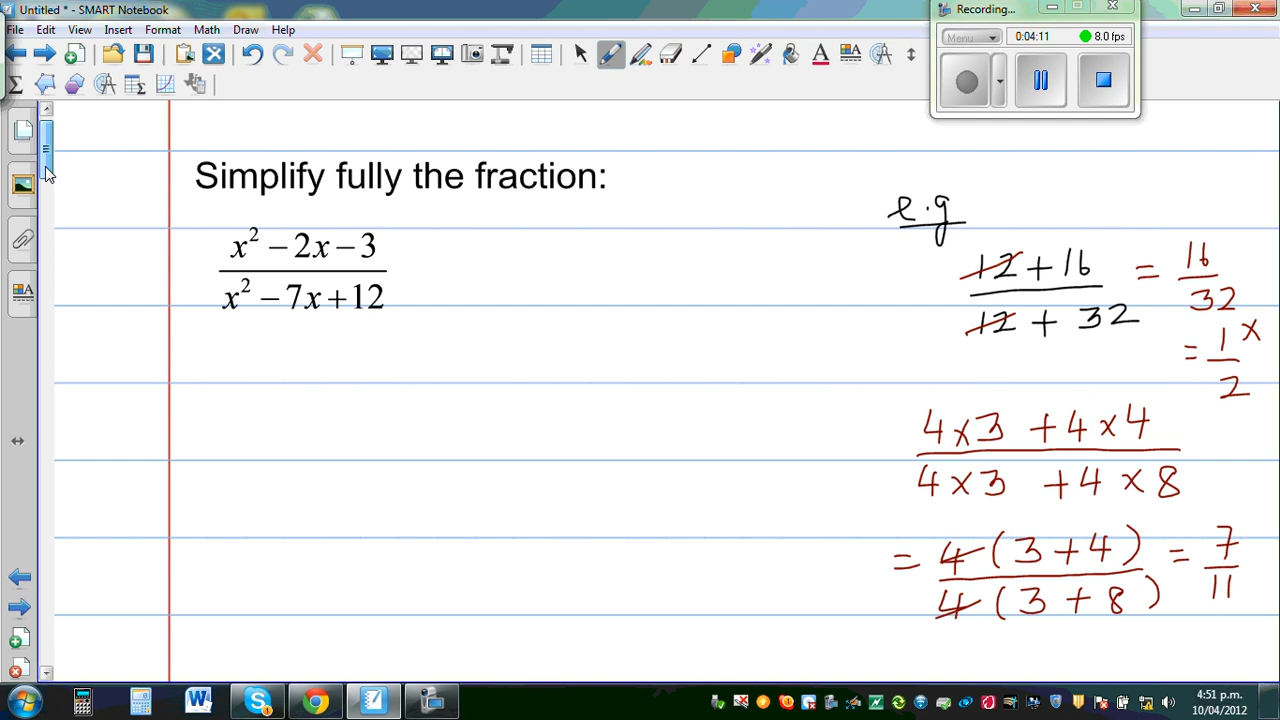 Untitled * - SMART Notebook
Recording...
File Edit View Insert Format Math Draw Help
Menu 0:04:11 8.0 fps
Simplify fully the fraction:
x² − 2x − 3
x² − 7x + 12
e.g
12 + 16 = 16
12 + 32 32
= 1 x
2
4 x 3 + 4 x 4
4 x 3 + 4 x 8
= 4 ( 3 + 4 ) = 7
4 ( 3 + 8 ) 11
4:51 p.m.
10/04/2012